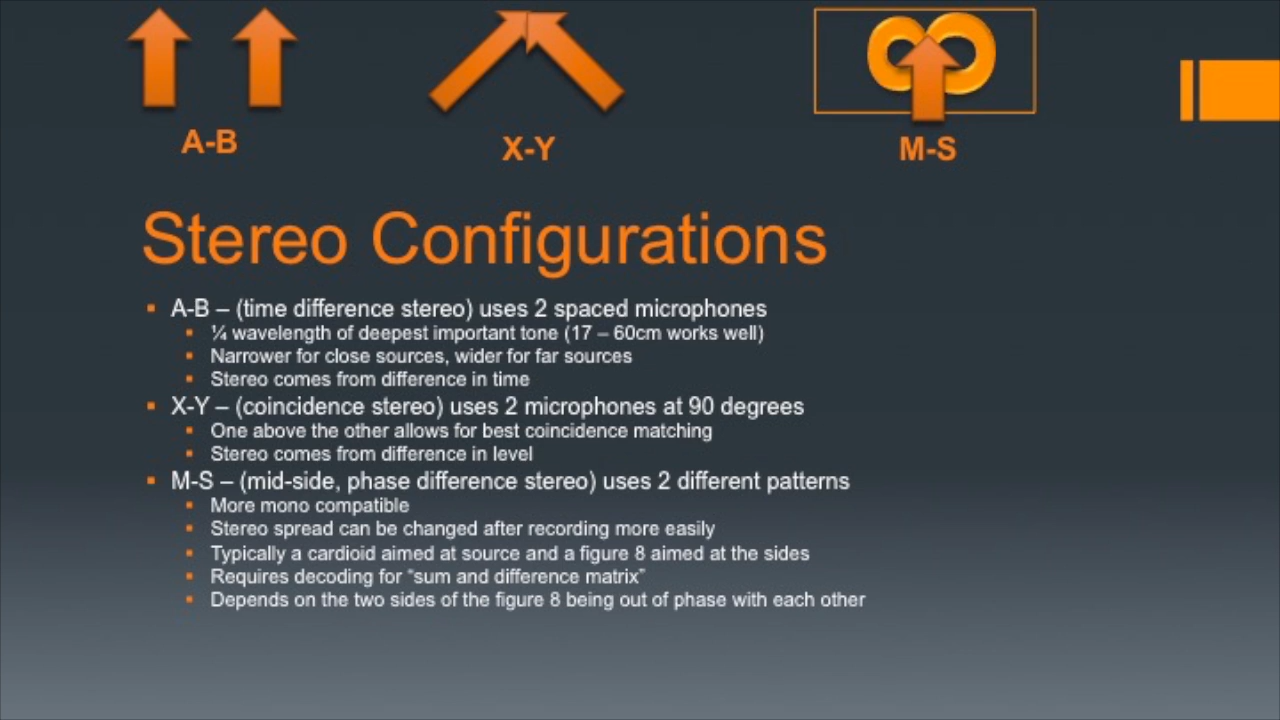 A-B
X-Y
M-S
Stereo Configurations
A-B – (time difference stereo) uses 2 spaced microphones
¼ wavelength of deepest important tone (17 – 60cm works well)
Narrower for close sources, wider for far sources
Stereo comes from difference in time
X-Y – (coincidence stereo) uses 2 microphones at 90 degrees
One above the other allows for best coincidence matching
Stereo comes from difference in level
M-S – (mid-side, phase difference stereo) uses 2 different patterns
More mono compatible
Stereo spread can be changed after recording more easily
Typically a cardioid aimed at source and a figure 8 aimed at the sides
Requires decoding for “sum and difference matrix”
Depends on the two sides of the figure 8 being out of phase with each other